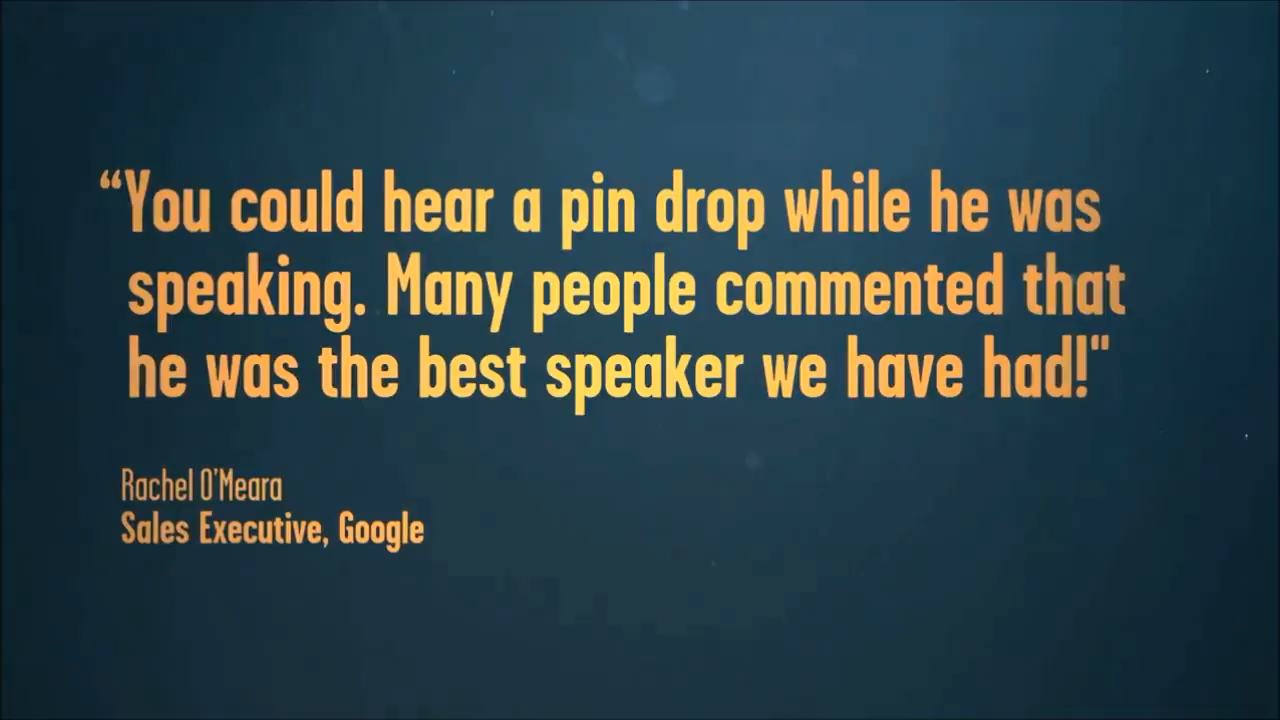 “You could hear a pin drop while he was
speaking. Many people commented that
he was the best speaker we have had!"
Rachel O'Meara
Sales Executive, Google